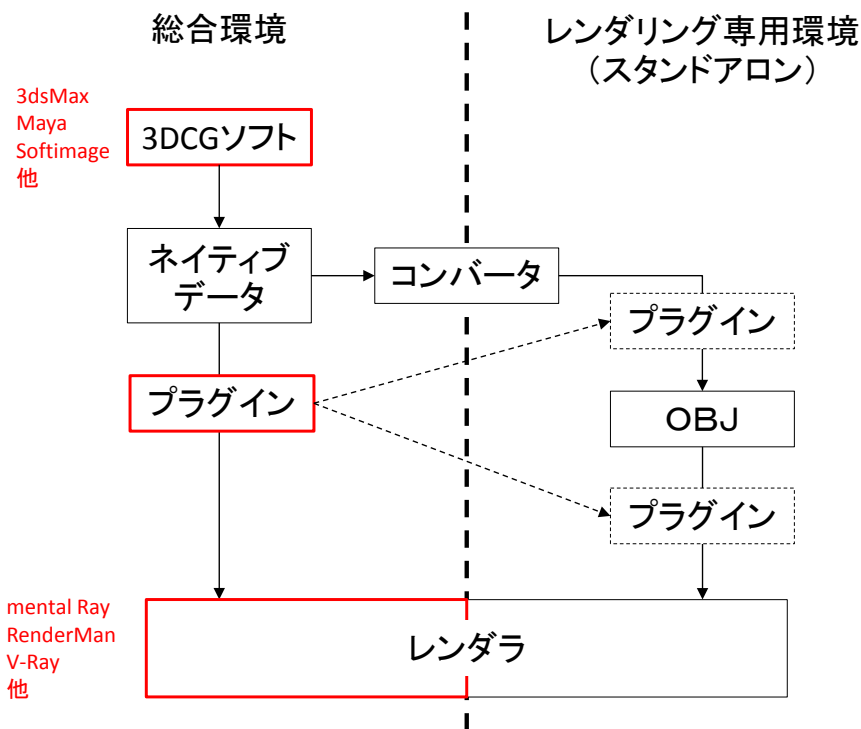 総合環境
レンダリング専用環境
（スタンドアロン）
3dsMax
Maya
Softimage
他
3DCGソフト
ネイティブ
データ
コンバータ
プラグイン
プラグイン
ＯＢＪ
プラグイン
mental Ray
RenderMan
V-Ray
他
レンダラ